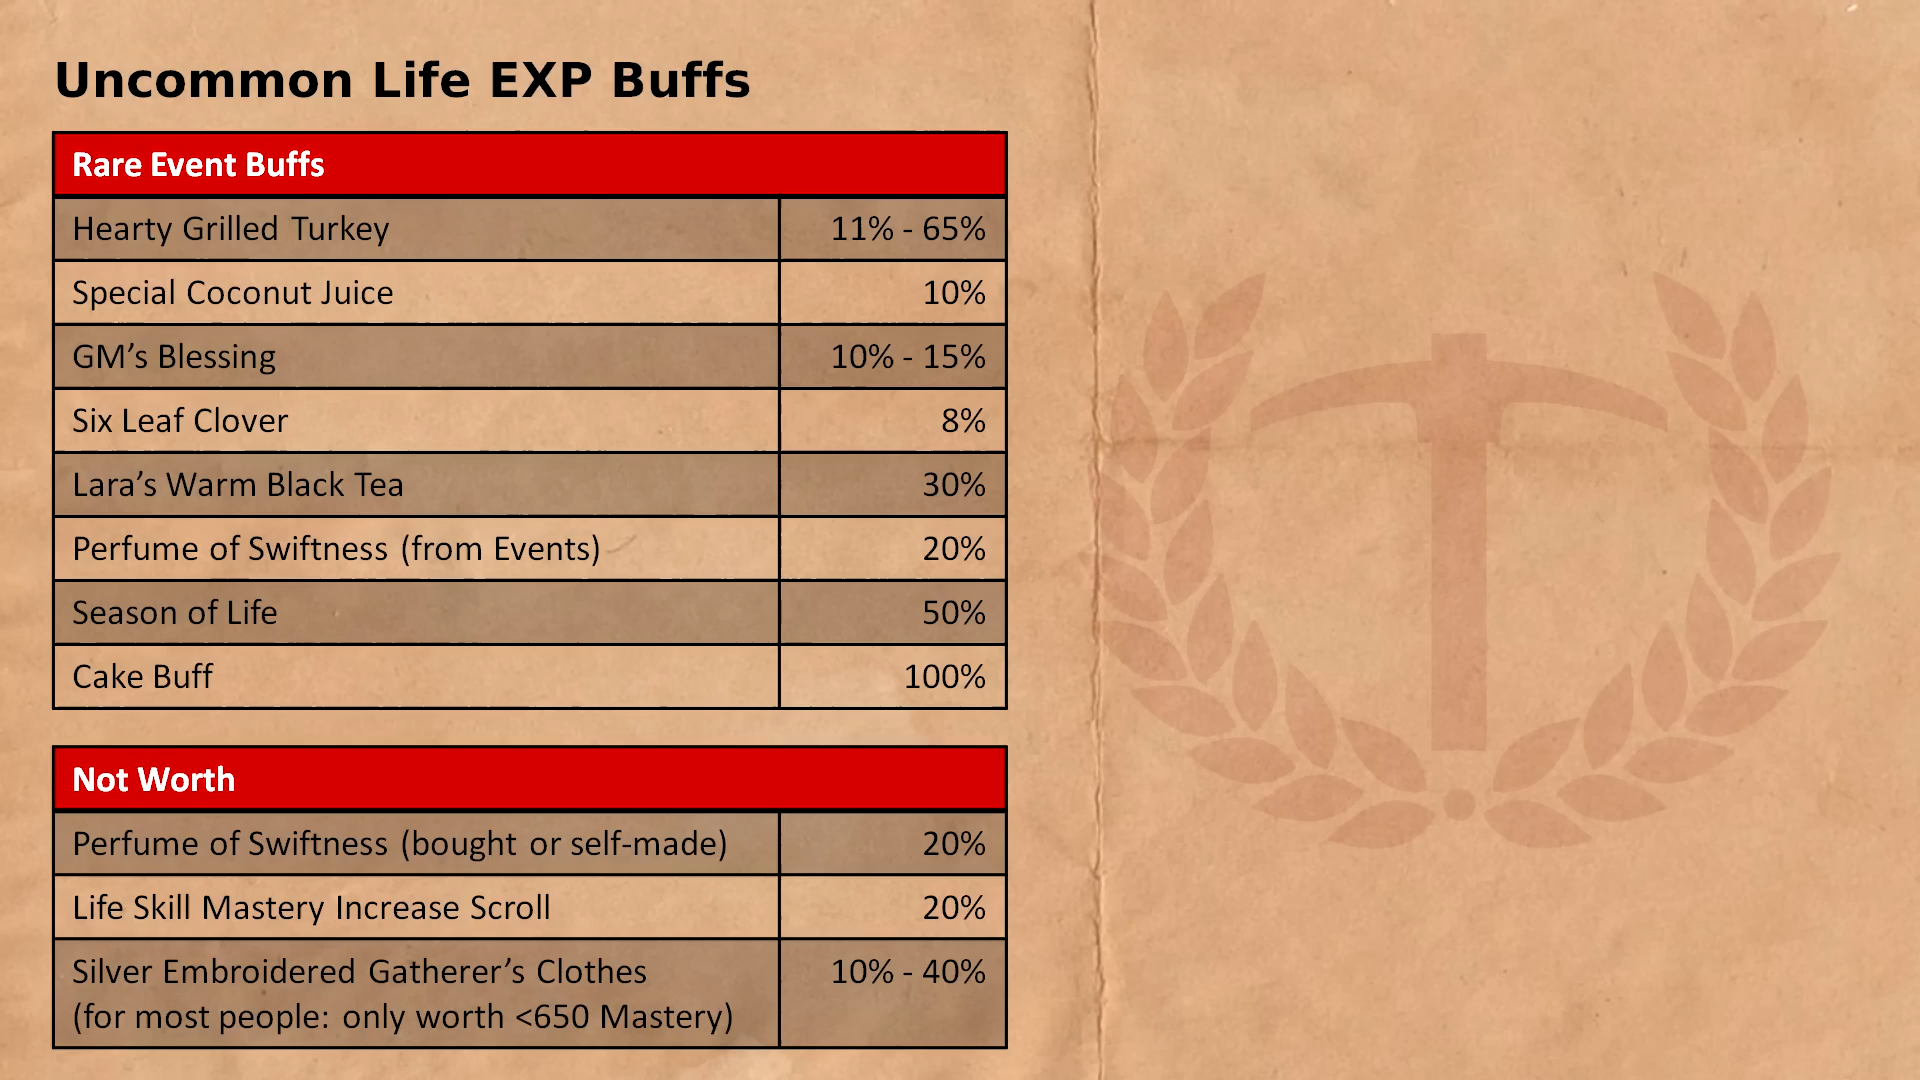 Uncommon Life EXP Buffs
Rare Event Buffs
Hearty Grilled Turkey 11% - 65%
Special Coconut Juice 10%
GM’s Blessing 10% - 15%
Six Leaf Clover 8%
Lara’s Warm Black Tea 30%
Perfume of Swiftness (from Events) 20%
Season of Life 50%
Cake Buff 100%
Not Worth
Perfume of Swiftness (bought or self-made) 20%
Life Skill Mastery Increase Scroll 20%
Silver Embroidered Gatherer’s Clothes 10% - 40%
(for most people: only worth <650 Mastery)